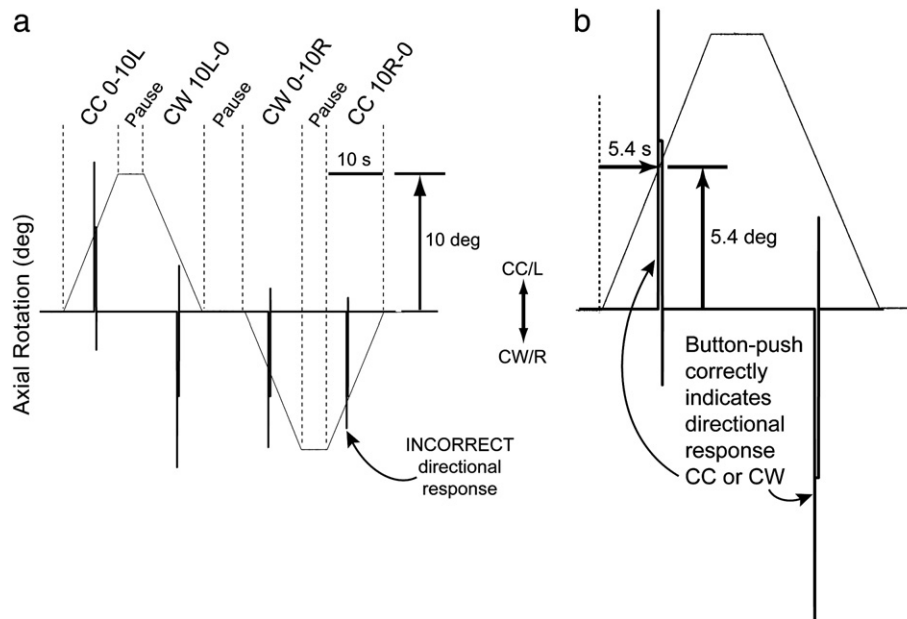 a
CC 0-10L
Pause
CW 10L-0
Pause
CW 0-10R
Pause
CC 10R-0
10 s
10 deg
Axial Rotation (deg)
INCORRECT
directional
response
CC/L
CW/R
b
5.4 s
5.4 deg
Button-push
correctly
indicates
directional
response
CC or CW